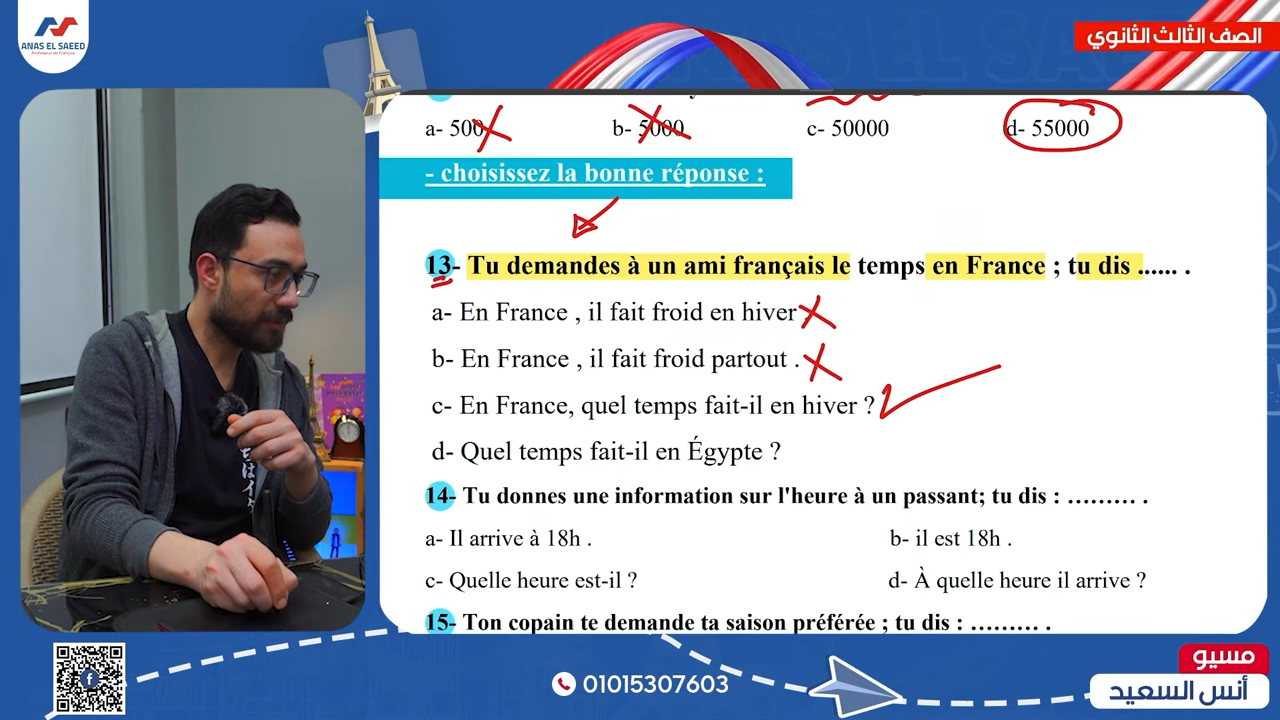 ANAS EL SAEED
Professeur de Français
الصف الثالث الثانوي
a- 500 b- 5000 c- 50000 d- 55000
- choisissez la bonne réponse :
13- Tu demandes à un ami français le temps en France ; tu dis ...... .
a- En France , il fait froid en hiver .
b- En France , il fait froid partout .
c- En France, quel temps fait-il en hiver ?
d- Quel temps fait-il en Égypte ?
14- Tu donnes une information sur l'heure à un passant; tu dis : ......... .
a- Il arrive à 18h . b- il est 18h .
c- Quelle heure est-il ? d- À quelle heure il arrive ?
15- Ton copain te demande ta saison préférée ; tu dis : ......... .
01015307603
مسيو
أنس السعيد